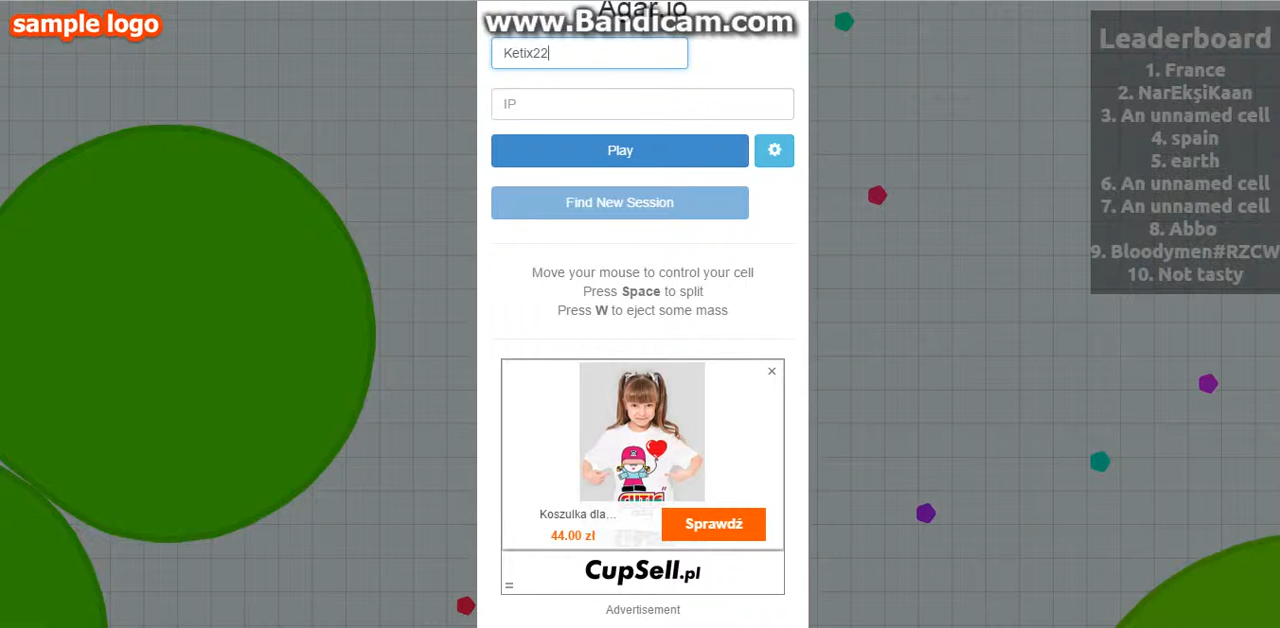 sample logo
Agar.io
www.Bandicam.com
Ketix22
IP
Play
Find New Session
Move your mouse to control your cell
Press Space to split
Press W to eject some mass
Koszulka dla...
44.00 zł
Sprawdź
CupSell.pl
Advertisement
Leaderboard
1. France
2. NarEkşiKaan
3. An unnamed cell
4. spain
5. earth
6. An unnamed cell
7. An unnamed cell
8. Abbo
9. Bloodymen#RZCW
10. Not tasty